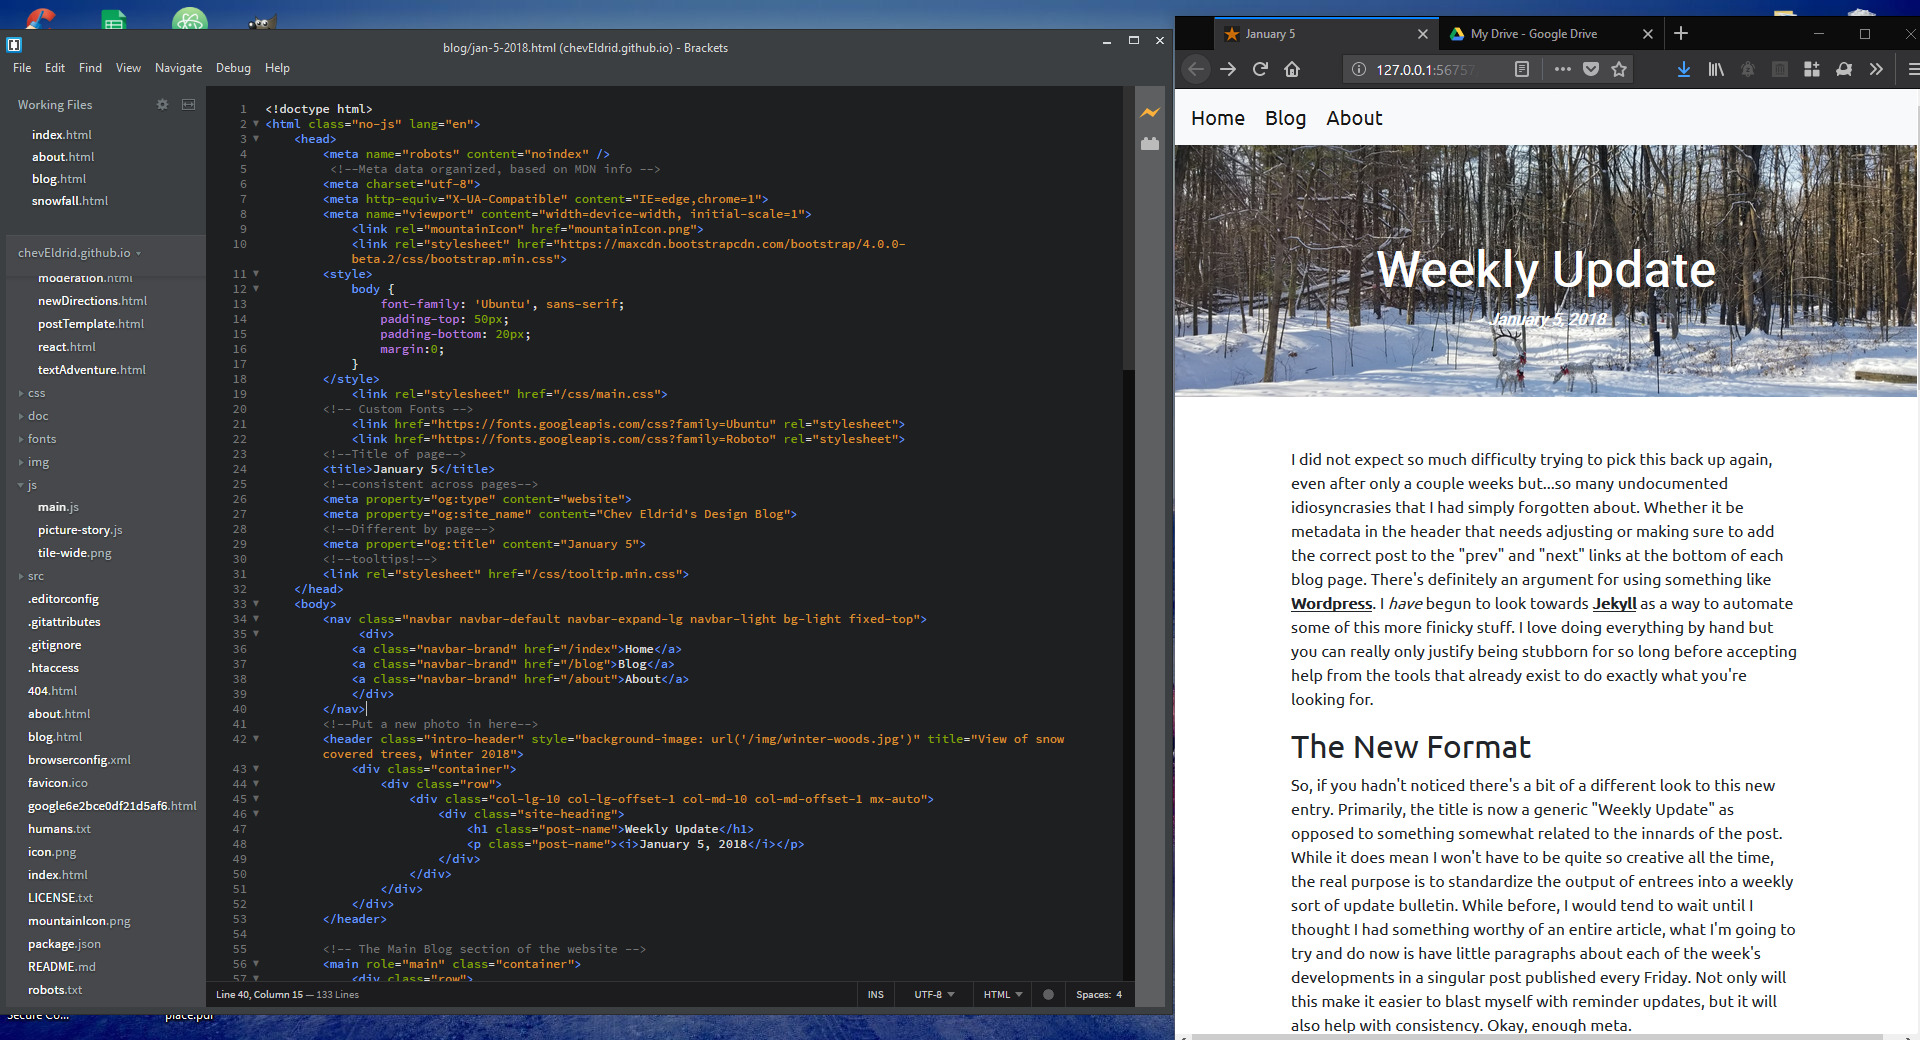 blog/jan-5-2018.html (chevEldrid.github.io) - Brackets
File Edit Find View Navigate Debug Help
Working Files
index.html
about.html
blog.html
snowfall.html
chevEldrid.github.io
moderation.html
newDirections.html
postTemplate.html
react.html
textAdventure.html
css
doc
fonts
img
js
main.js
picture-story.js
tile-wide.png
src
.editorconfig
.gitattributes
.gitignore
.htaccess
404.html
about.html
blog.html
browserconfig.xml
favicon.ico
google6e2bce0df21d5af6.html
humans.txt
icon.png
index.html
LICENSE.txt
mountainIcon.png
package.json
README.md
robots.txt
1 <!doctype html>
2 <html class="no-js" lang="en">
3 <head>
4 <meta name="robots" content="noindex" />
5 <!--Meta data organized, based on MDN info -->
6 <meta charset="utf-8">
7 <meta http-equiv="X-UA-Compatible" content="IE=edge,chrome=1">
8 <meta name="viewport" content="width=device-width, initial-scale=1">
9 <link rel="mountainIcon" href="mountainIcon.png">
10 <link rel="stylesheet" href="https://maxcdn.bootstrapcdn.com/bootstrap/4.0.0-
beta.2/css/bootstrap.min.css">
11 <style>
12 body {
13 font-family: 'Ubuntu', sans-serif;
14 padding-top: 50px;
15 padding-bottom: 20px;
16 margin:0;
17 }
18 </style>
19 <link rel="stylesheet" href="/css/main.css">
20 <!-- Custom Fonts -->
21 <link href="https://fonts.googleapis.com/css?family=Ubuntu" rel="stylesheet">
22 <link href="https://fonts.googleapis.com/css?family=Roboto" rel="stylesheet">
23 <!--Title of page-->
24 <title>January 5</title>
25 <!--consistent across pages-->
26 <meta property="og:type" content="website">
27 <meta property="og:site_name" content="Chev Eldrid's Design Blog">
28 <!--Different by page-->
29 <meta propert="og:title" content="January 5">
30 <!--tooltips!-->
31 <link rel="stylesheet" href="/css/tooltip.min.css">
32 </head>
33 <body>
34 <nav class="navbar navbar-default navbar-expand-lg navbar-light bg-light fixed-top">
35 <div>
36 <a class="navbar-brand" href="/index">Home</a>
37 <a class="navbar-brand" href="/blog">Blog</a>
38 <a class="navbar-brand" href="/about">About</a>
39 </div>
40 </nav>
41 <!--Put a new photo in here-->
42 <header class="intro-header" style="background-image: url('/img/winter-woods.jpg')" title="View of snow
covered trees, Winter 2018">
43 <div class="container">
44 <div class="row">
45 <div class="col-lg-10 col-lg-offset-1 col-md-10 col-md-offset-1 mx-auto">
46 <div class="site-heading">
47 <h1 class="post-name">Weekly Update</h1>
48 <p class="post-name"><i>January 5, 2018</i></p>
49 </div>
50 </div>
51 </div>
52 </div>
53 </header>
54
55 <!-- The Main Blog section of the website -->
56 <main role="main" class="container">
57 <div class="row">
Line 40, Column 15 — 133 Lines
INS UTF-8 HTML Spaces: 4
Secure Co...
place.pdf
January 5
My Drive - Google Drive
127.0.0.1:56757
Home Blog About
Weekly Update
January 5, 2018
I did not expect so much difficulty trying to pick this back up again,
even after only a couple weeks but...so many undocumented
idiosyncrasies that I had simply forgotten about. Whether it be
metadata in the header that needs adjusting or making sure to add
the correct post to the "prev" and "next" links at the bottom of each
blog page. There's definitely an argument for using something like
Wordpress. I have begun to look towards Jekyll as a way to automate
some of this more finicky stuff. I love doing everything by hand but
you can really only justify being stubborn for so long before accepting
help from the tools that already exist to do exactly what you're
looking for.
The New Format
So, if you hadn't noticed there's a bit of a different look to this new
entry. Primarily, the title is now a generic "Weekly Update" as
opposed to something somewhat related to the innards of the post.
While it does mean I won't have to be quite so creative all the time,
the real purpose is to standardize the output of entrees into a weekly
sort of update bulletin. While before, I would tend to wait until I
thought I had something worthy of an entire article, what I'm going to
try and do now is have little paragraphs about each of the week's
developments in a singular post published every Friday. Not only will
this make it easier to blast myself with reminder updates, but it will
also help with consistency. Okay, enough meta.